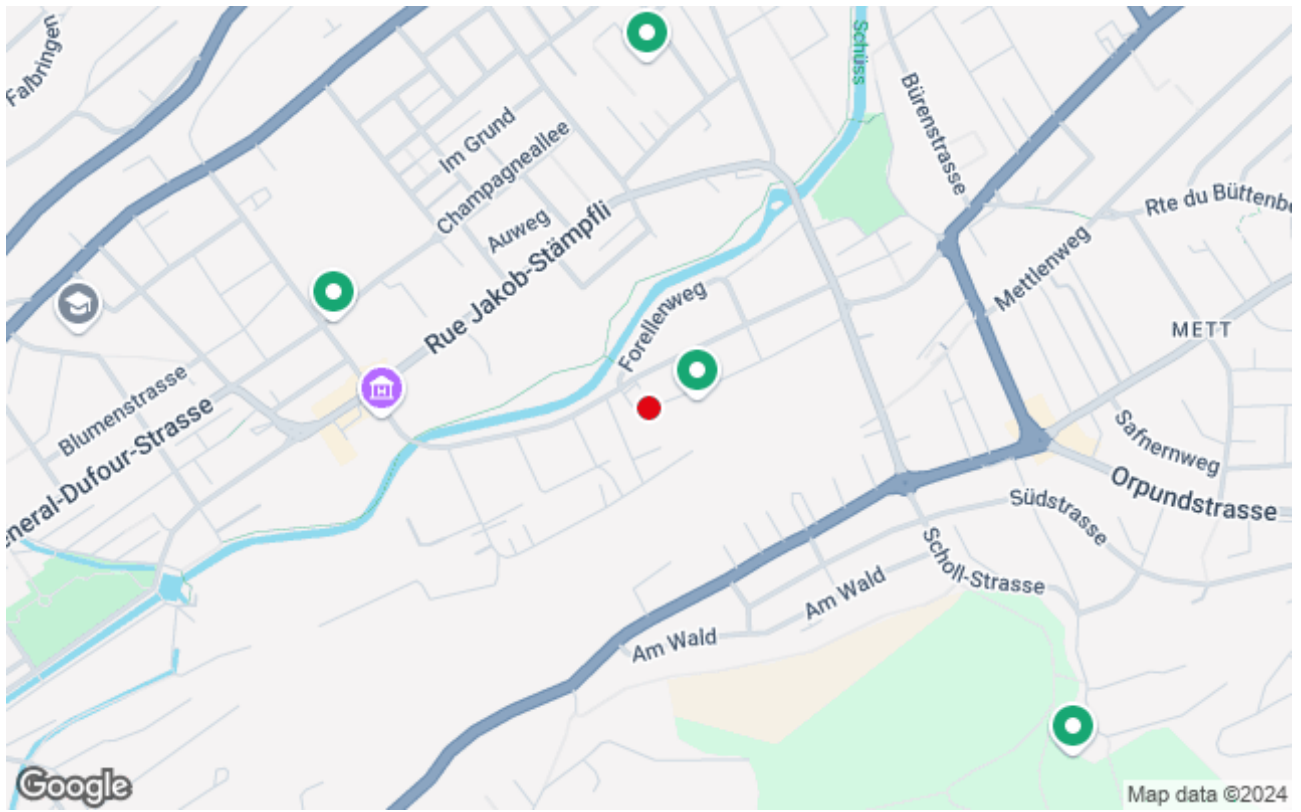 Falbringen
Schüss
Bürenstrasse
Im Grund
Champagneallee
Auweg
Rte du Büttenbe
Mettlenweg
Rue Jakob-Stämpfli
Forellenweg
METT
Blumenstrasse
eneral-Dufour-Strasse
Safnernweg
Orpundstrasse
Südstrasse
Scholl-Strasse
Am Wald
Am Wald
Google
Map data ©2024